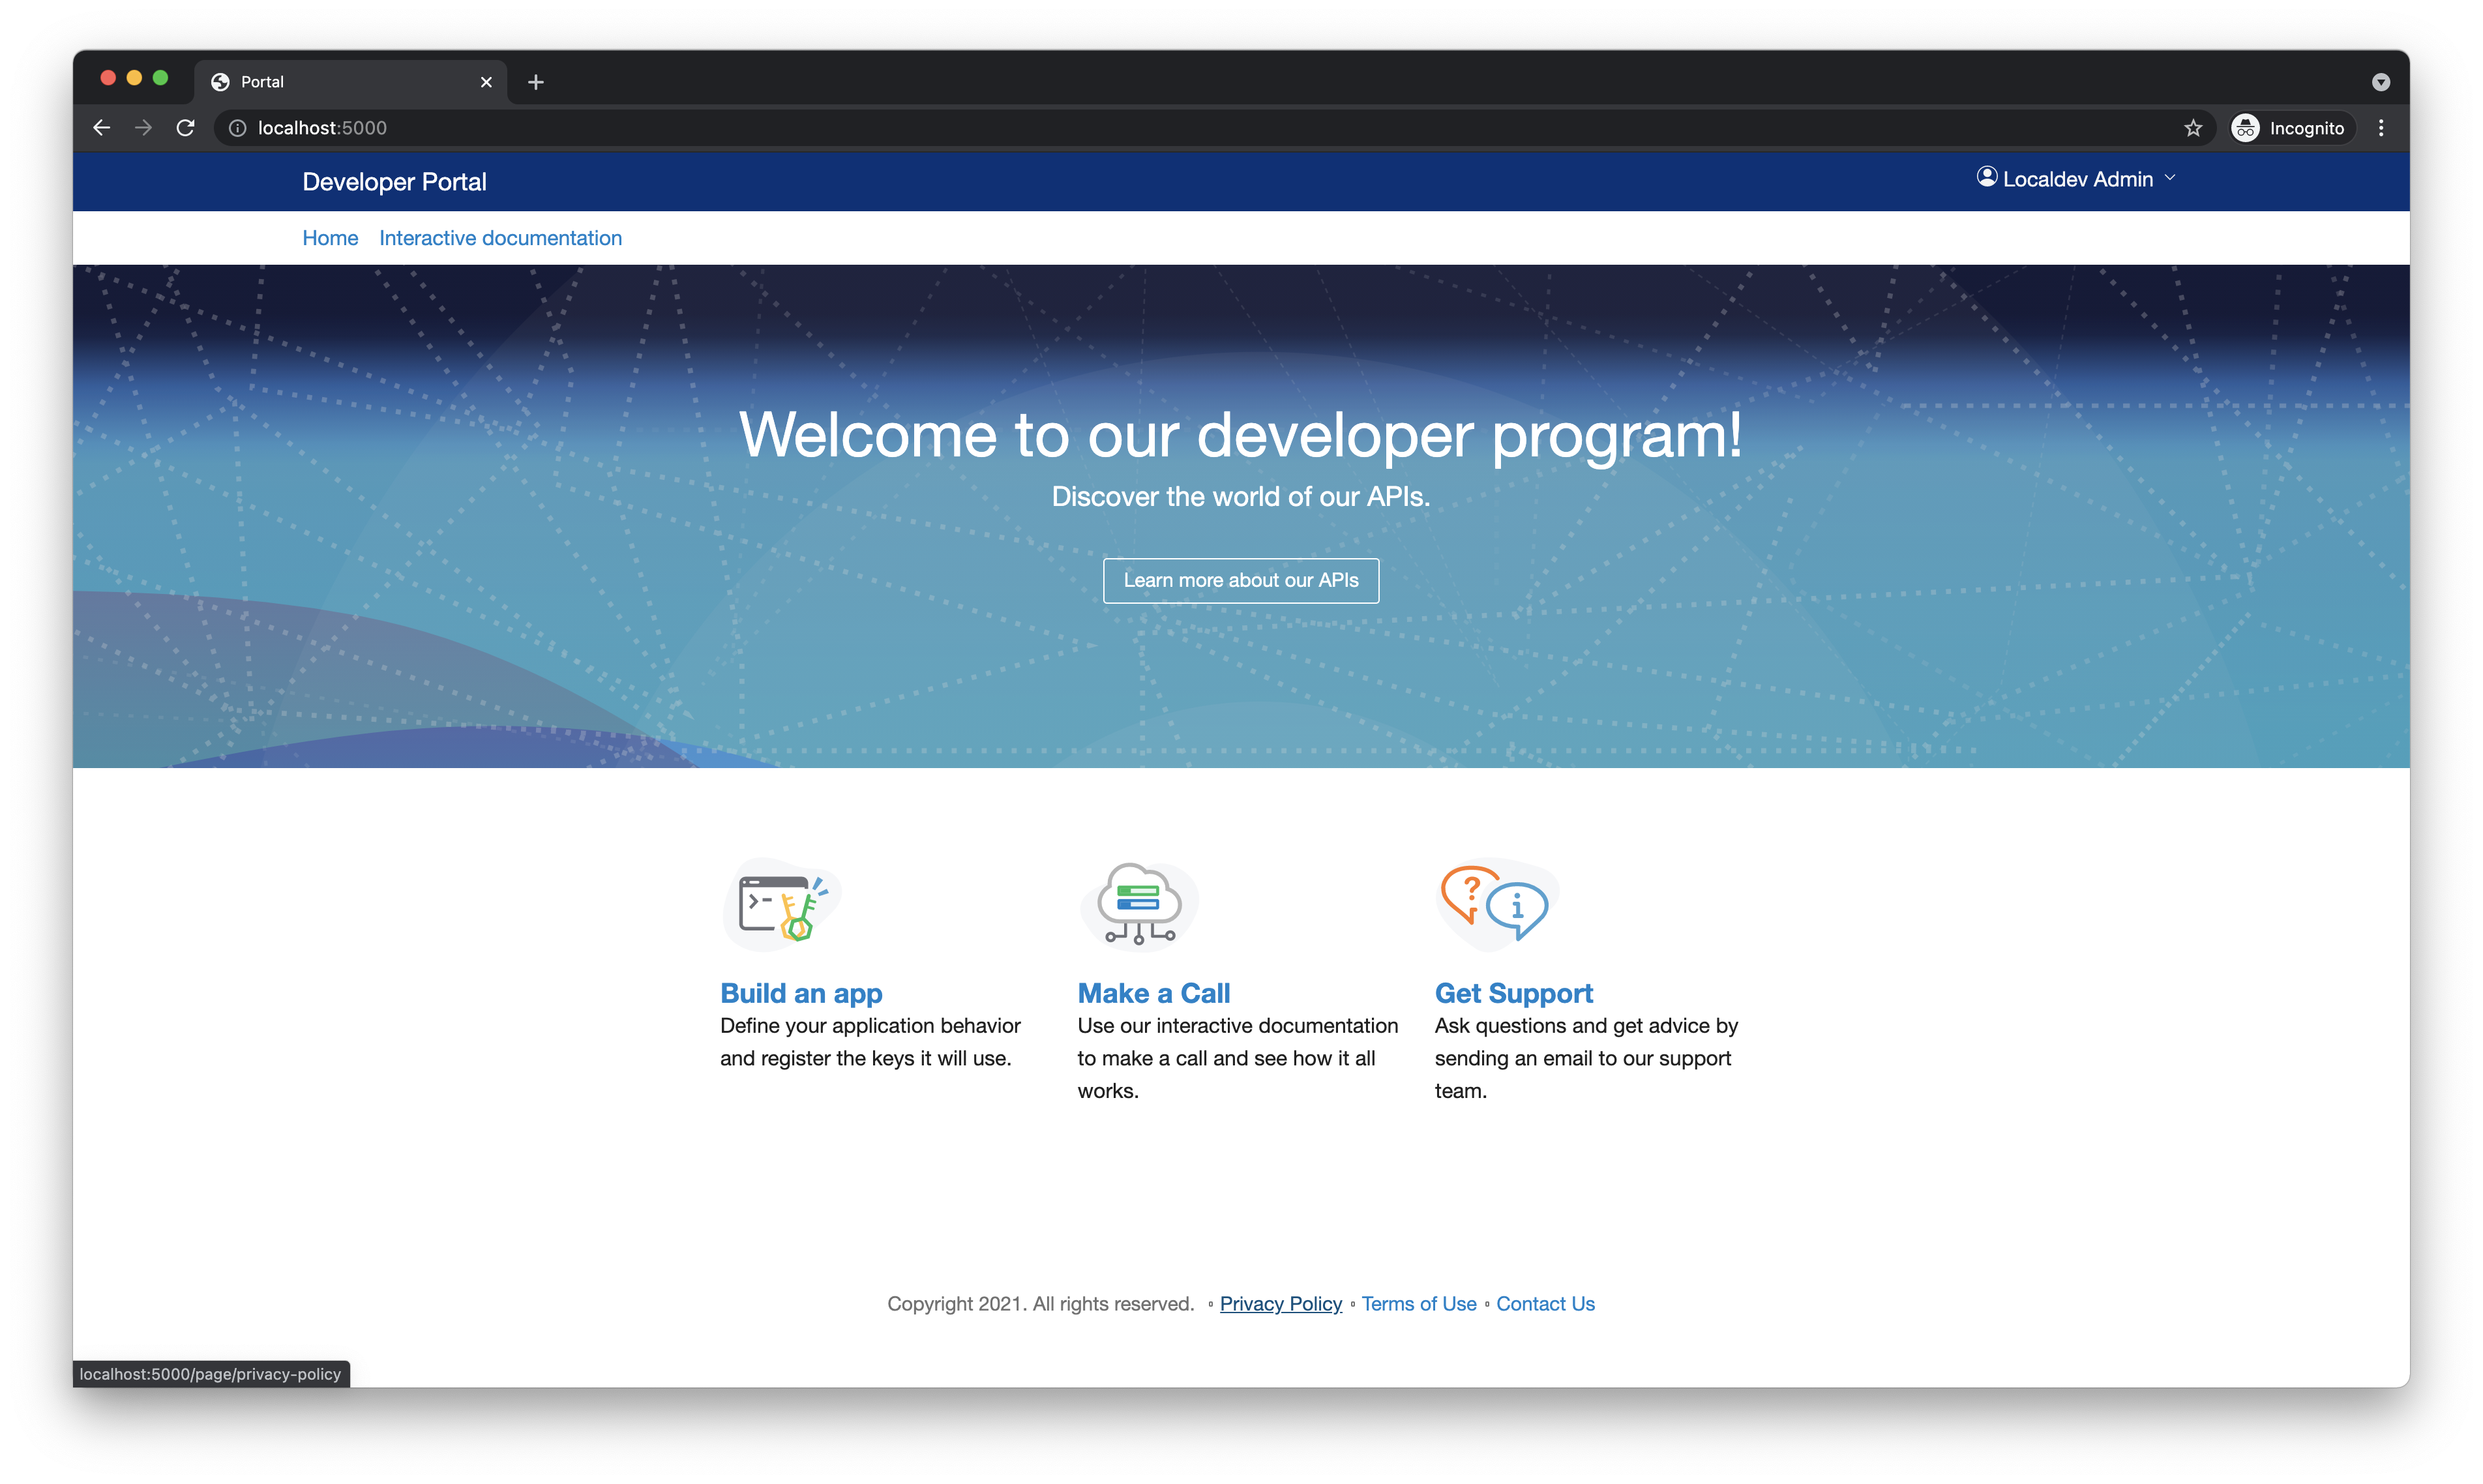 Portal
localhost:5000
Incognito
Developer Portal
Localdev Admin
Home Interactive documentation
Welcome to our developer program!
Discover the world of our APIs.
Learn more about our APIs
Build an app
Define your application behavior
and register the keys it will use.
Make a Call
Use our interactive documentation
to make a call and see how it all
works.
Get Support
Ask questions and get advice by
sending an email to our support
team.
Copyright 2021. All rights reserved. Privacy Policy Terms of Use Contact Us
localhost:5000/page/privacy-policy